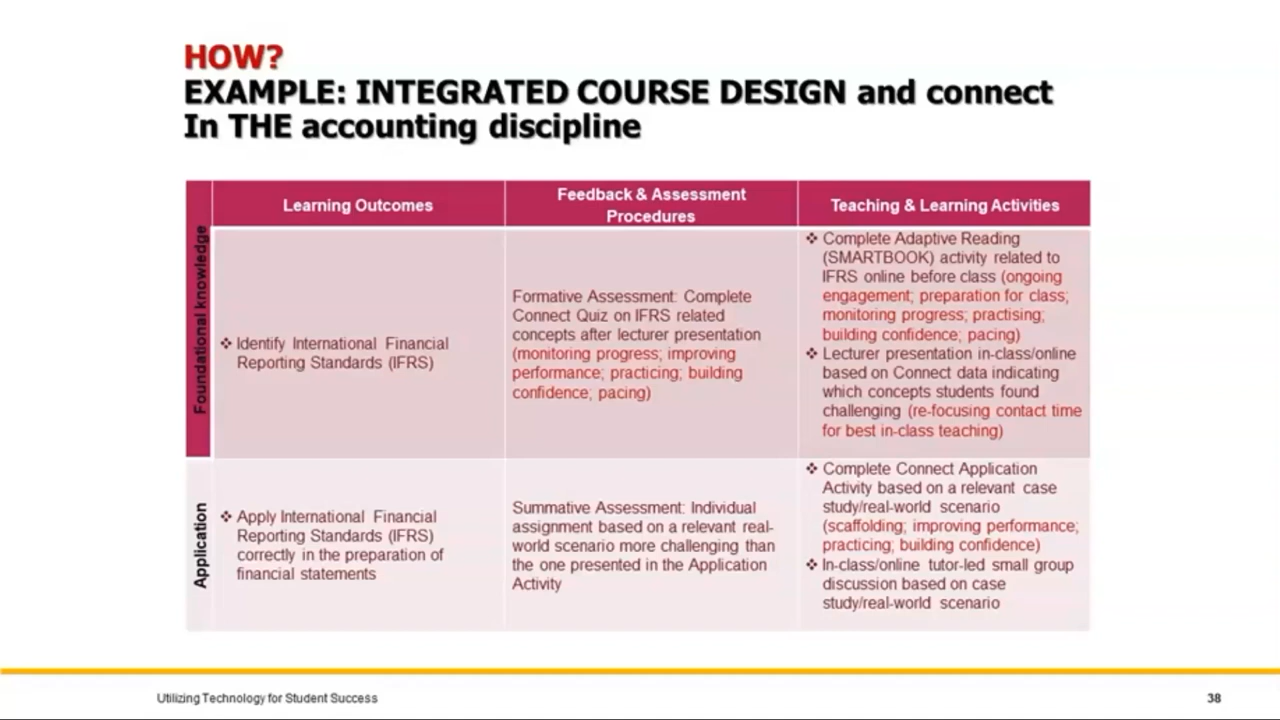 HOW?
EXAMPLE: INTEGRATED COURSE DESIGN and connect
In THE accounting discipline
Learning Outcomes
Feedback & Assessment
Procedures
Teaching & Learning Activities
Foundational knowledge
❖ Identify International Financial
Reporting Standards (IFRS)
Formative Assessment: Complete
Connect Quiz on IFRS related
concepts after lecturer presentation
(monitoring progress; improving
performance; practicing; building
confidence; pacing)
❖ Complete Adaptive Reading
(SMARTBOOK) activity related to
IFRS online before class (ongoing
engagement; preparation for class;
monitoring progress; practising;
building confidence; pacing)
❖ Lecturer presentation in-class/online
based on Connect data indicating
which concepts students found
challenging (re-focusing contact time
for best in-class teaching)
Application
❖ Apply International Financial
Reporting Standards (IFRS)
correctly in the preparation of
financial statements
Summative Assessment: Individual
assignment based on a relevant real-
world scenario more challenging than
the one presented in the Application
Activity
❖ Complete Connect Application
Activity based on a relevant case
study/real-world scenario
(scaffolding; improving performance;
practicing; building confidence)
❖ In-class/online tutor-led small group
discussion based on case
study/real-world scenario
Utilizing Technology for Student Success
38